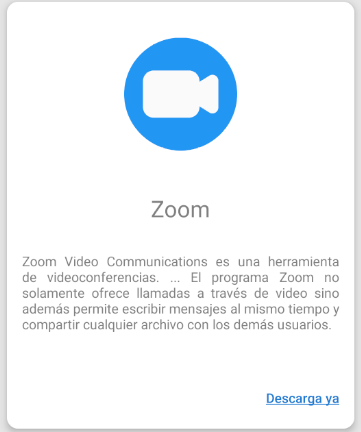 Zoom
Zoom Video Communications es una herramienta
de videoconferencias. ... El programa Zoom no
solamente ofrece llamadas a través de video sino
además permite escribir mensajes al mismo tiempo y
compartir cualquier archivo con los demás usuarios.
Descarga ya